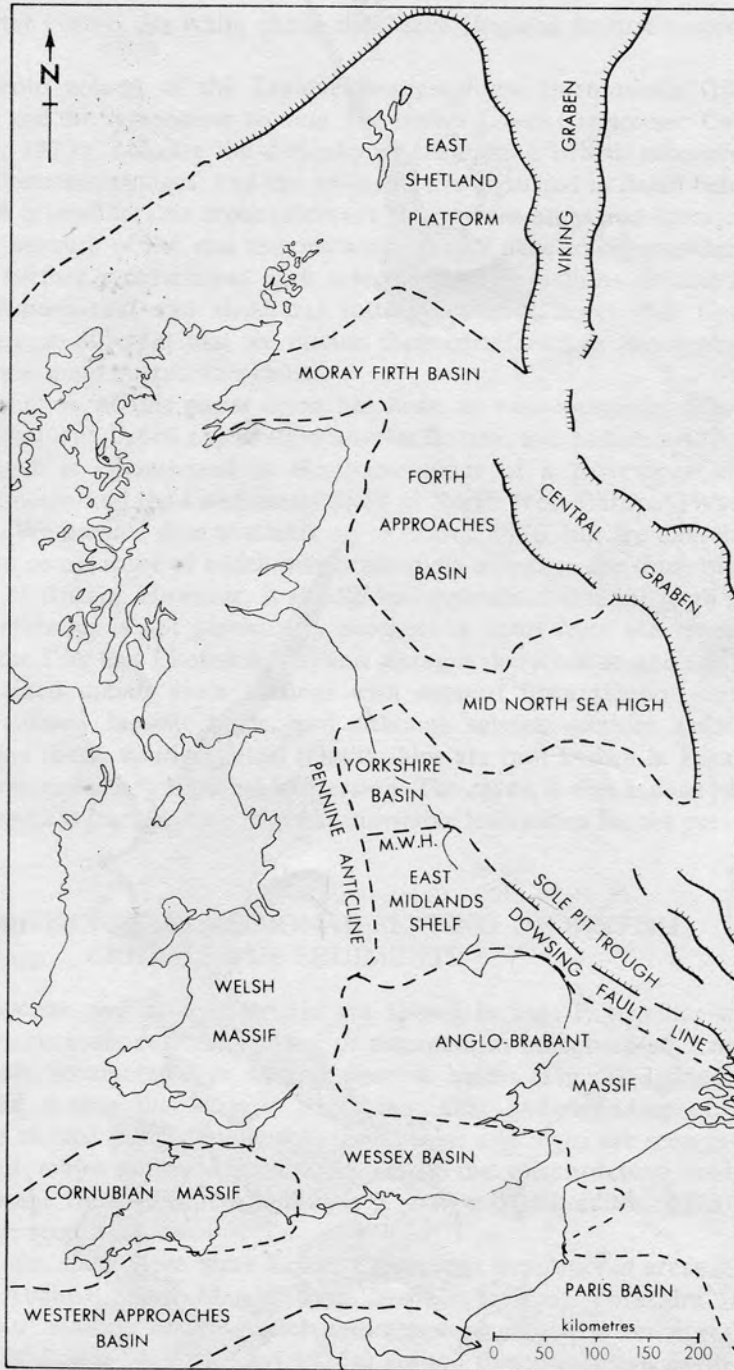 N
EAST
SHETLAND
PLATFORM
VIKING GRABEN
MORAY FIRTH BASIN
FORTH
APPROACHES
BASIN
CENTRAL
GRABEN
MID NORTH SEA HIGH
YORKSHIRE
BASIN
PENNINE ANTICLINE
M.W.H.
EAST
MIDLANDS
SHELF
SOLE PIT TROUGH
DOWSING FAULT LINE
WELSH
MASSIF
ANGLO-BRABANT
MASSIF
WESSEX BASIN
CORNUBIAN MASSIF
WESTERN APPROACHES
BASIN
PARIS BASIN
0 50 100 150 200
kilometres